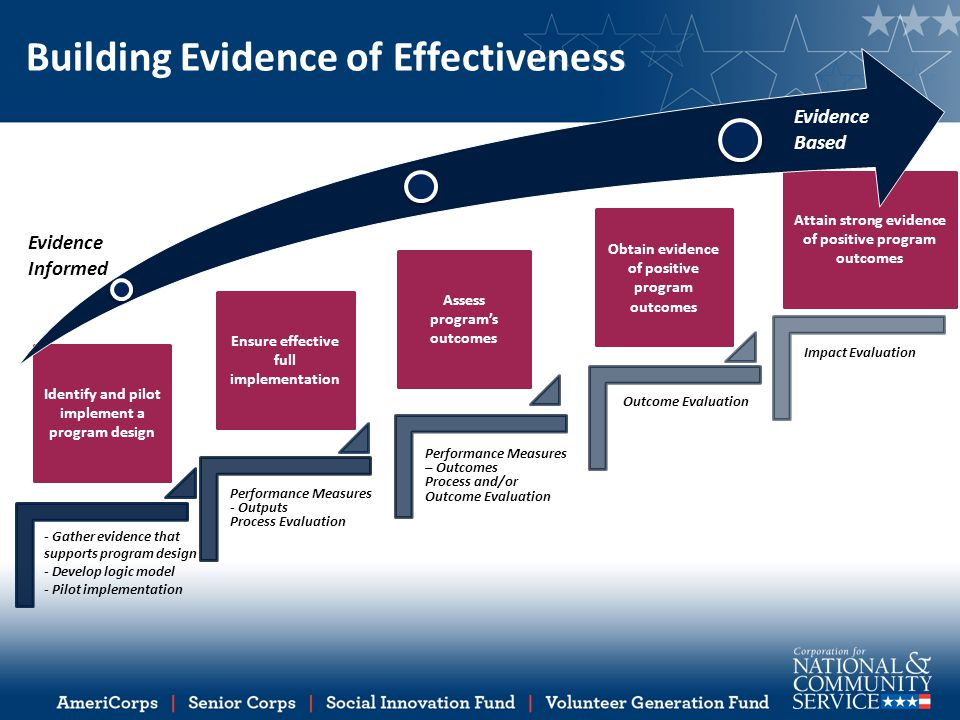 Building Evidence of Effectiveness
Evidence
Based
Evidence
Informed
Identify and pilot
implement a
program design
- Gather evidence that
supports program design
- Develop logic model
- Pilot implementation
Ensure effective
full
implementation
Performance Measures
- Outputs
Process Evaluation
Assess
program’s
outcomes
Performance Measures
– Outcomes
Process and/or
Outcome Evaluation
Obtain evidence
of positive
program
outcomes
Outcome Evaluation
Attain strong evidence
of positive program
outcomes
Impact Evaluation
Corporation for
NATIONAL &
COMMUNITY
SERVICE
AmeriCorps | Senior Corps | Social Innovation Fund | Volunteer Generation Fund